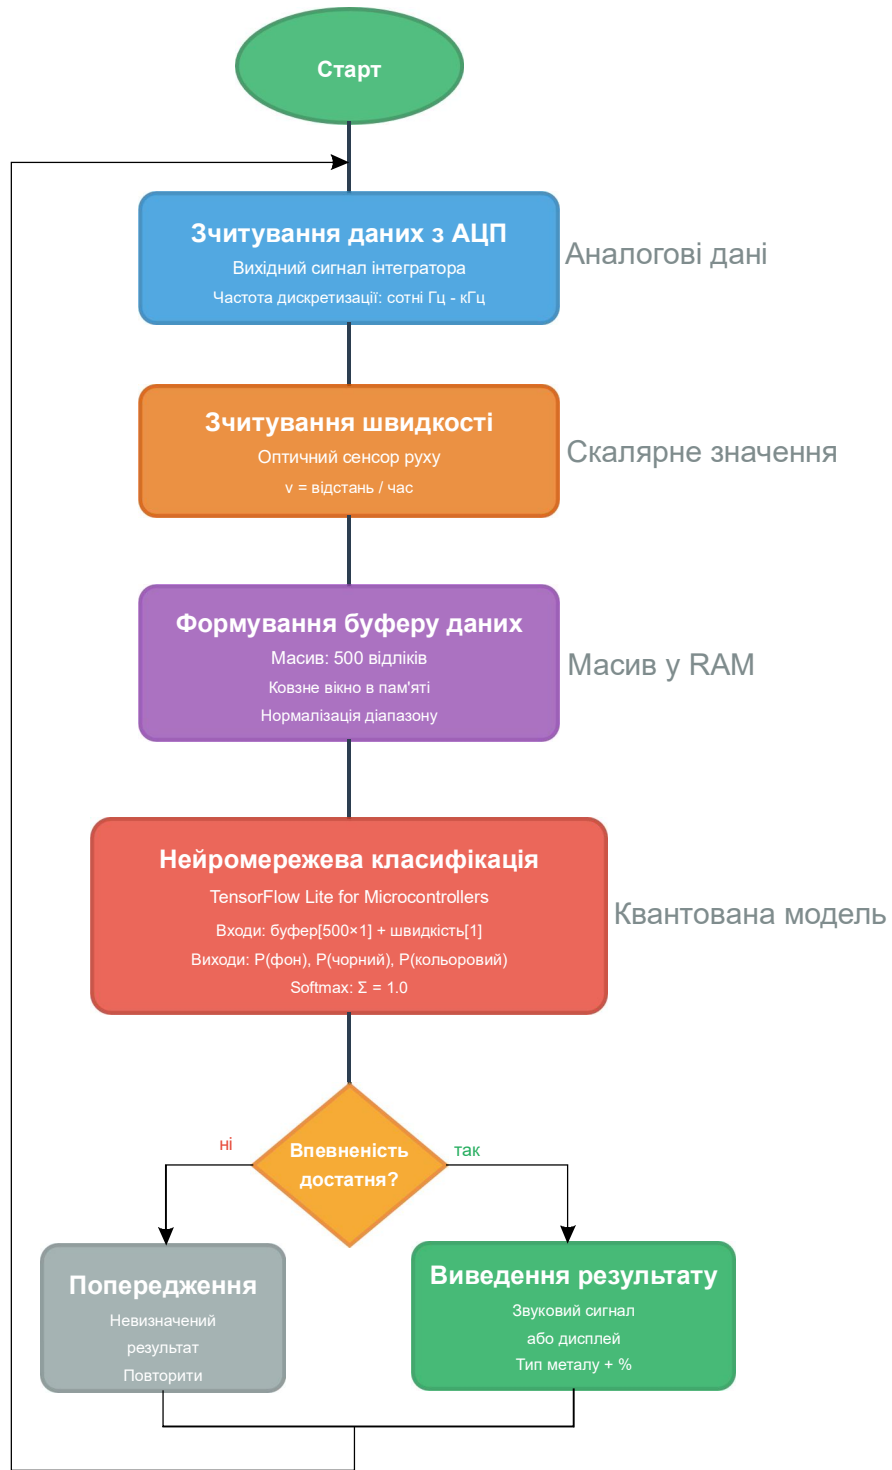 Старт
Зчитування даних з АЦП
Вихідний сигнал інтегратора
Частота дискретизації: сотні Гц - кГц
Аналогові дані
Зчитування швидкості
Оптичний сенсор руху
v = відстань / час
Скалярне значення
Формування буферу даних
Масив: 500 відліків
Ковзне вікно в пам'яті
Нормалізація діапазону
Масив у RAM
Нейромережева класифікація
TensorFlow Lite for Microcontrollers
Входи: буфер[500×1] + швидкість[1]
Виходи: P(фон), P(чорний), P(кольоровий)
Softmax: Σ = 1.0
Квантована модель
Впевненість
достатня?
ні
так
Попередження
Невизначений
результат
Повторити
Виведення результату
Звуковий сигнал
або дисплей
Тип металу + %